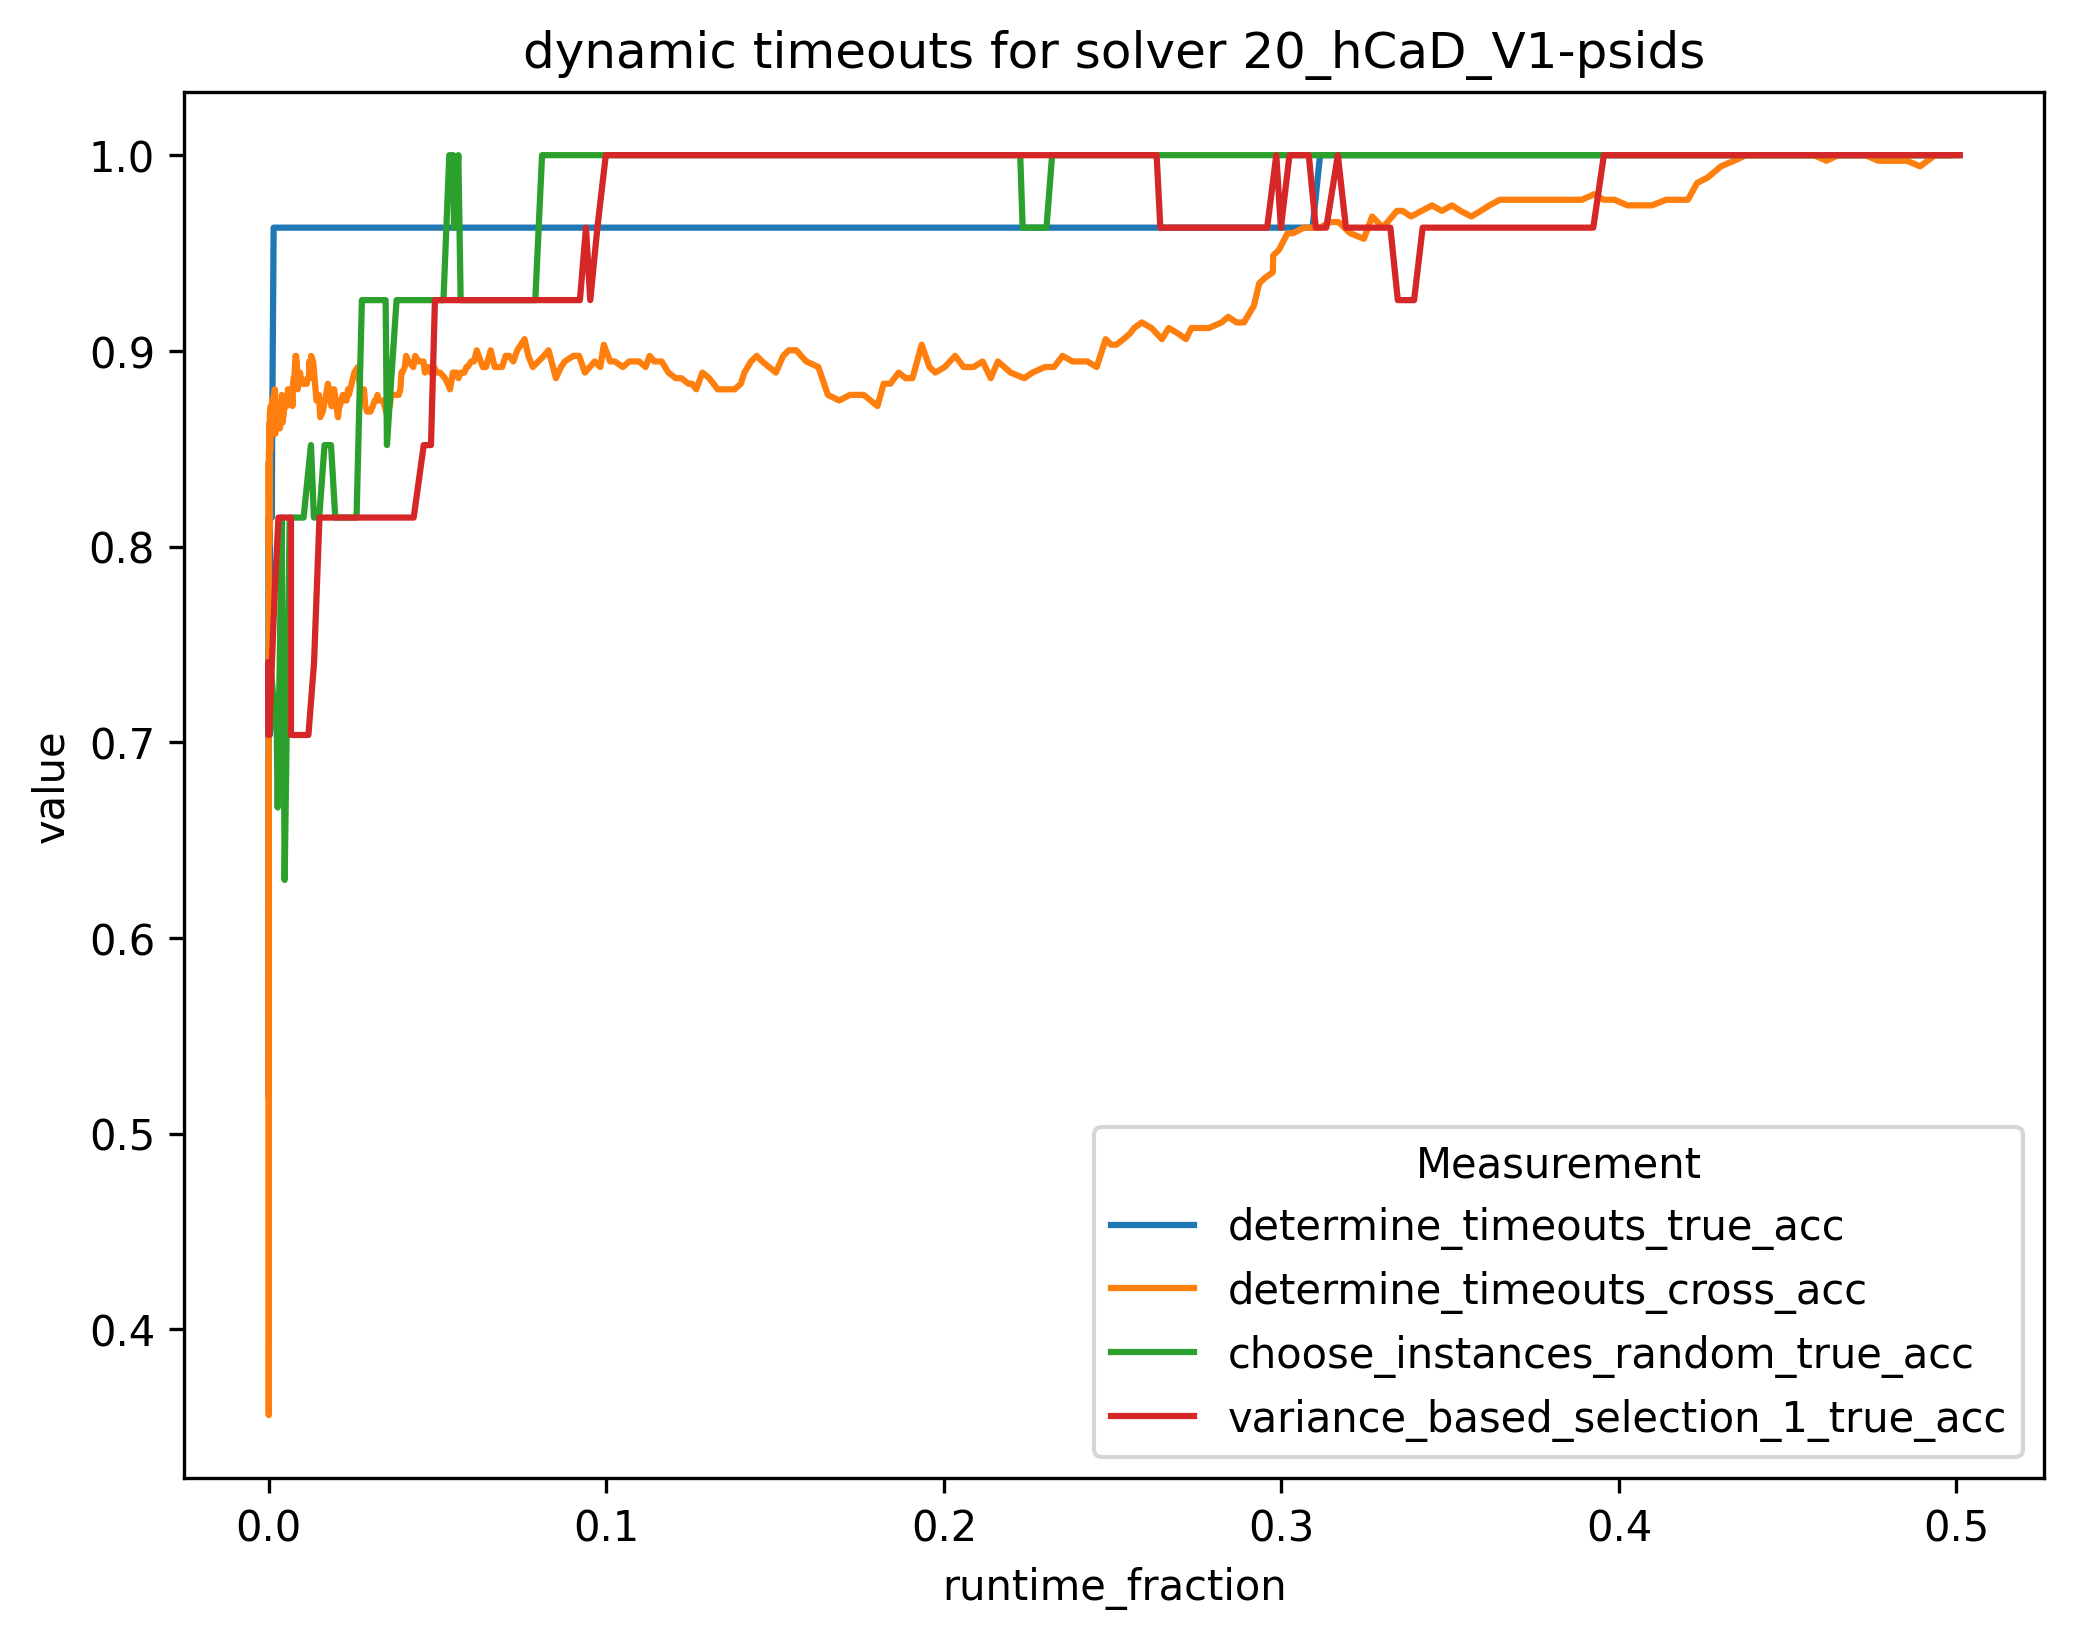 dynamic timeouts for solver 20_hCaD_V1-psids
1.0
0.9
0.8
0.7
0.6
0.5
0.4
value
0.0 0.1 0.2 0.3 0.4 0.5
runtime_fraction
Measurement
determine_timeouts_true_acc
determine_timeouts_cross_acc
choose_instances_random_true_acc
variance_based_selection_1_true_acc